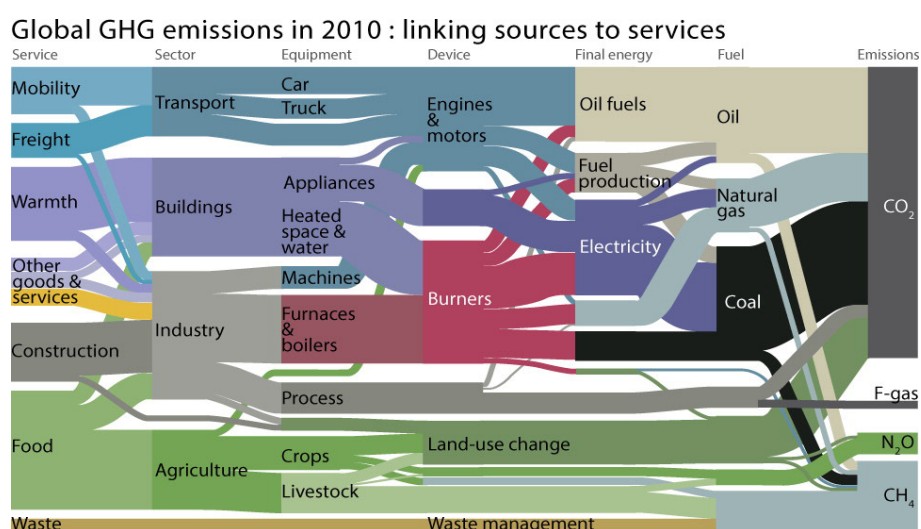 Global GHG emissions in 2010 : linking sources to services
Service Sector Equipment Device Final energy Fuel Emissions
Mobility
Freight
Warmth
Other
goods &
services
Construction
Food
Waste
Transport
Buildings
Industry
Agriculture
Car
Truck
Appliances
Heated
space &
water
Machines
Furnaces
&
boilers
Process
Crops
Livestock
Engines
&
motors
Burners
Land-use change
Waste management
Oil fuels
Fuel
production
Electricity
Oil
Natural
gas
Coal
CO₂
F-gas
N₂O
CH₄